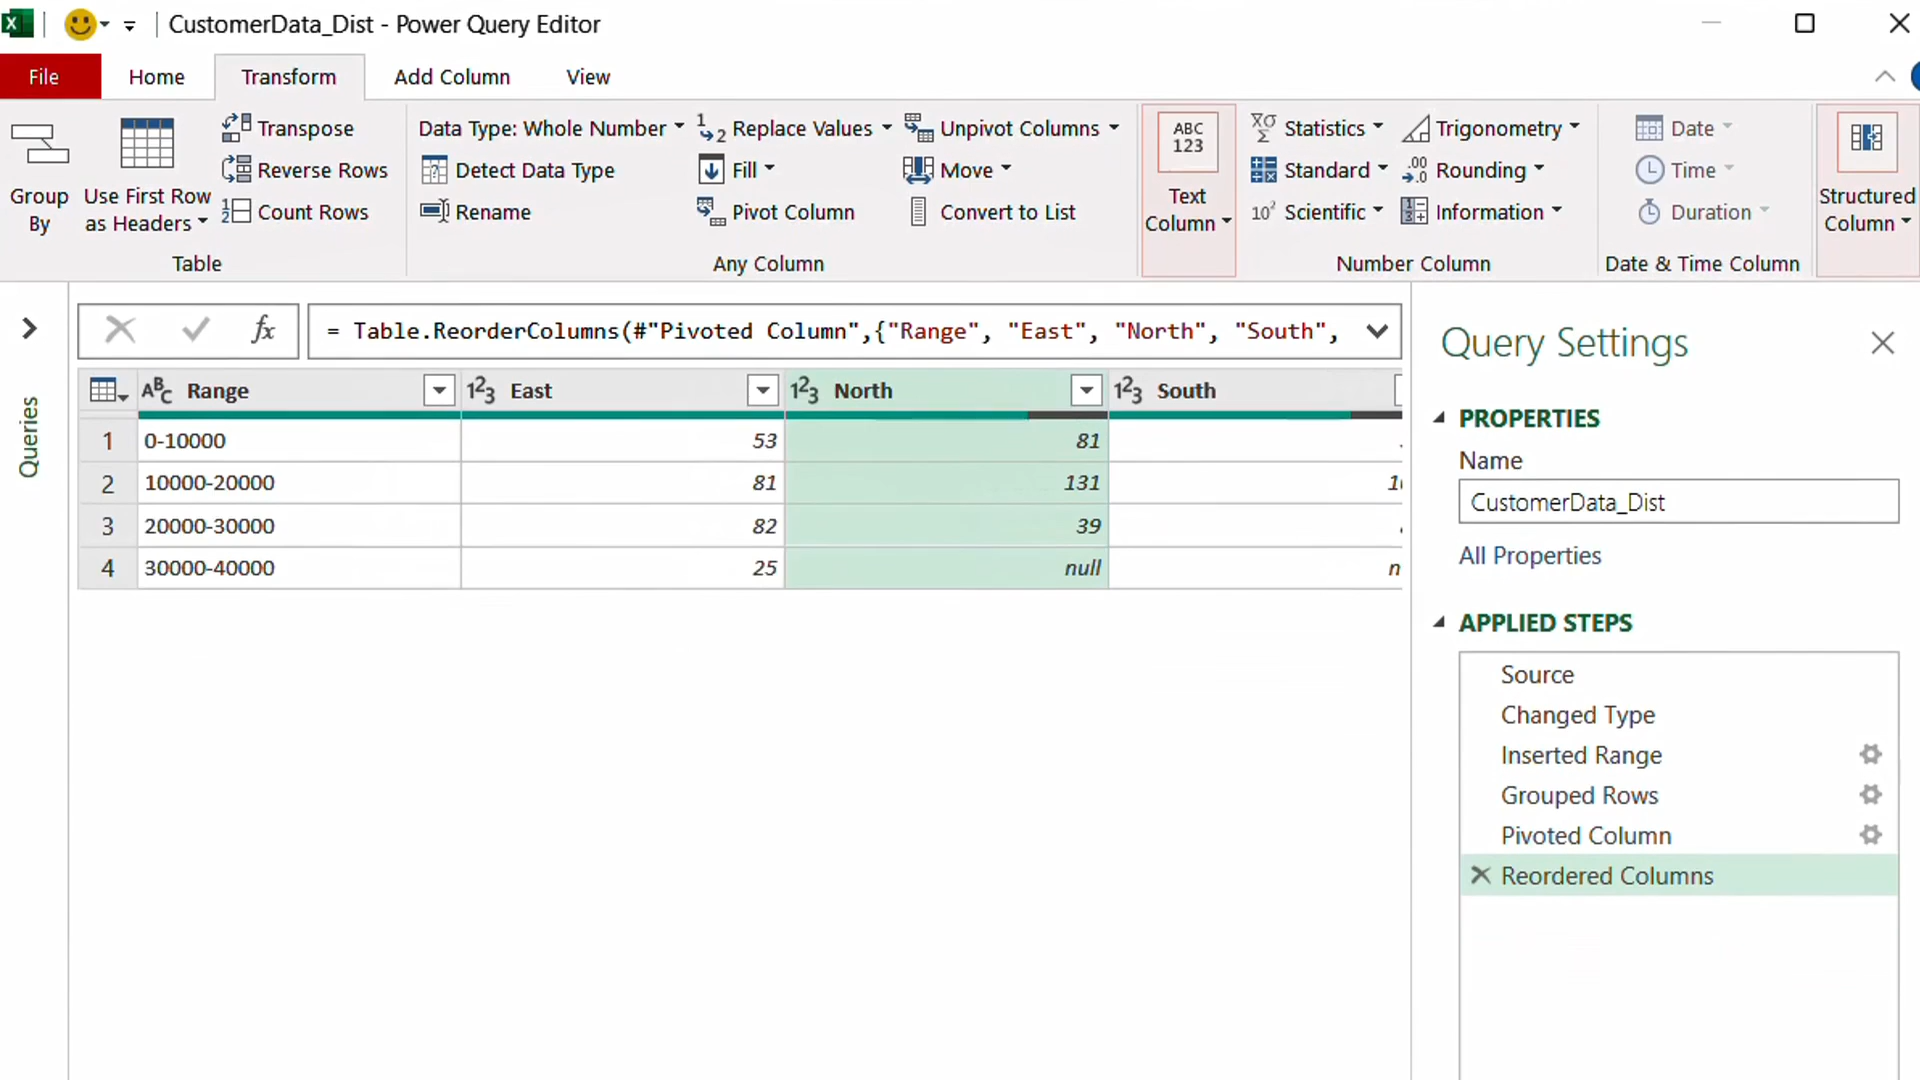 CustomerData_Dist - Power Query Editor
File Home Transform Add Column View
Group By
Use First Row as Headers
Transpose
Reverse Rows
Count Rows
Table
Data Type: Whole Number
Detect Data Type
Rename
Replace Values
Fill
Pivot Column
Unpivot Columns
Move
Convert to List
Any Column
ABC
123
Text Column
Statistics
Standard
Scientific
Trigonometry
Rounding
Information
Number Column
Date
Time
Duration
Date & Time Column
Structured Column
Queries
fx = Table.ReorderColumns(#"Pivoted Column",{"Range", "East", "North", "South",
Range East North South
1 0-10000 53 81
2 10000-20000 81 131
3 20000-30000 82 39
4 30000-40000 25 null
Query Settings
PROPERTIES
Name
CustomerData_Dist
All Properties
APPLIED STEPS
Source
Changed Type
Inserted Range
Grouped Rows
Pivoted Column
Reordered Columns